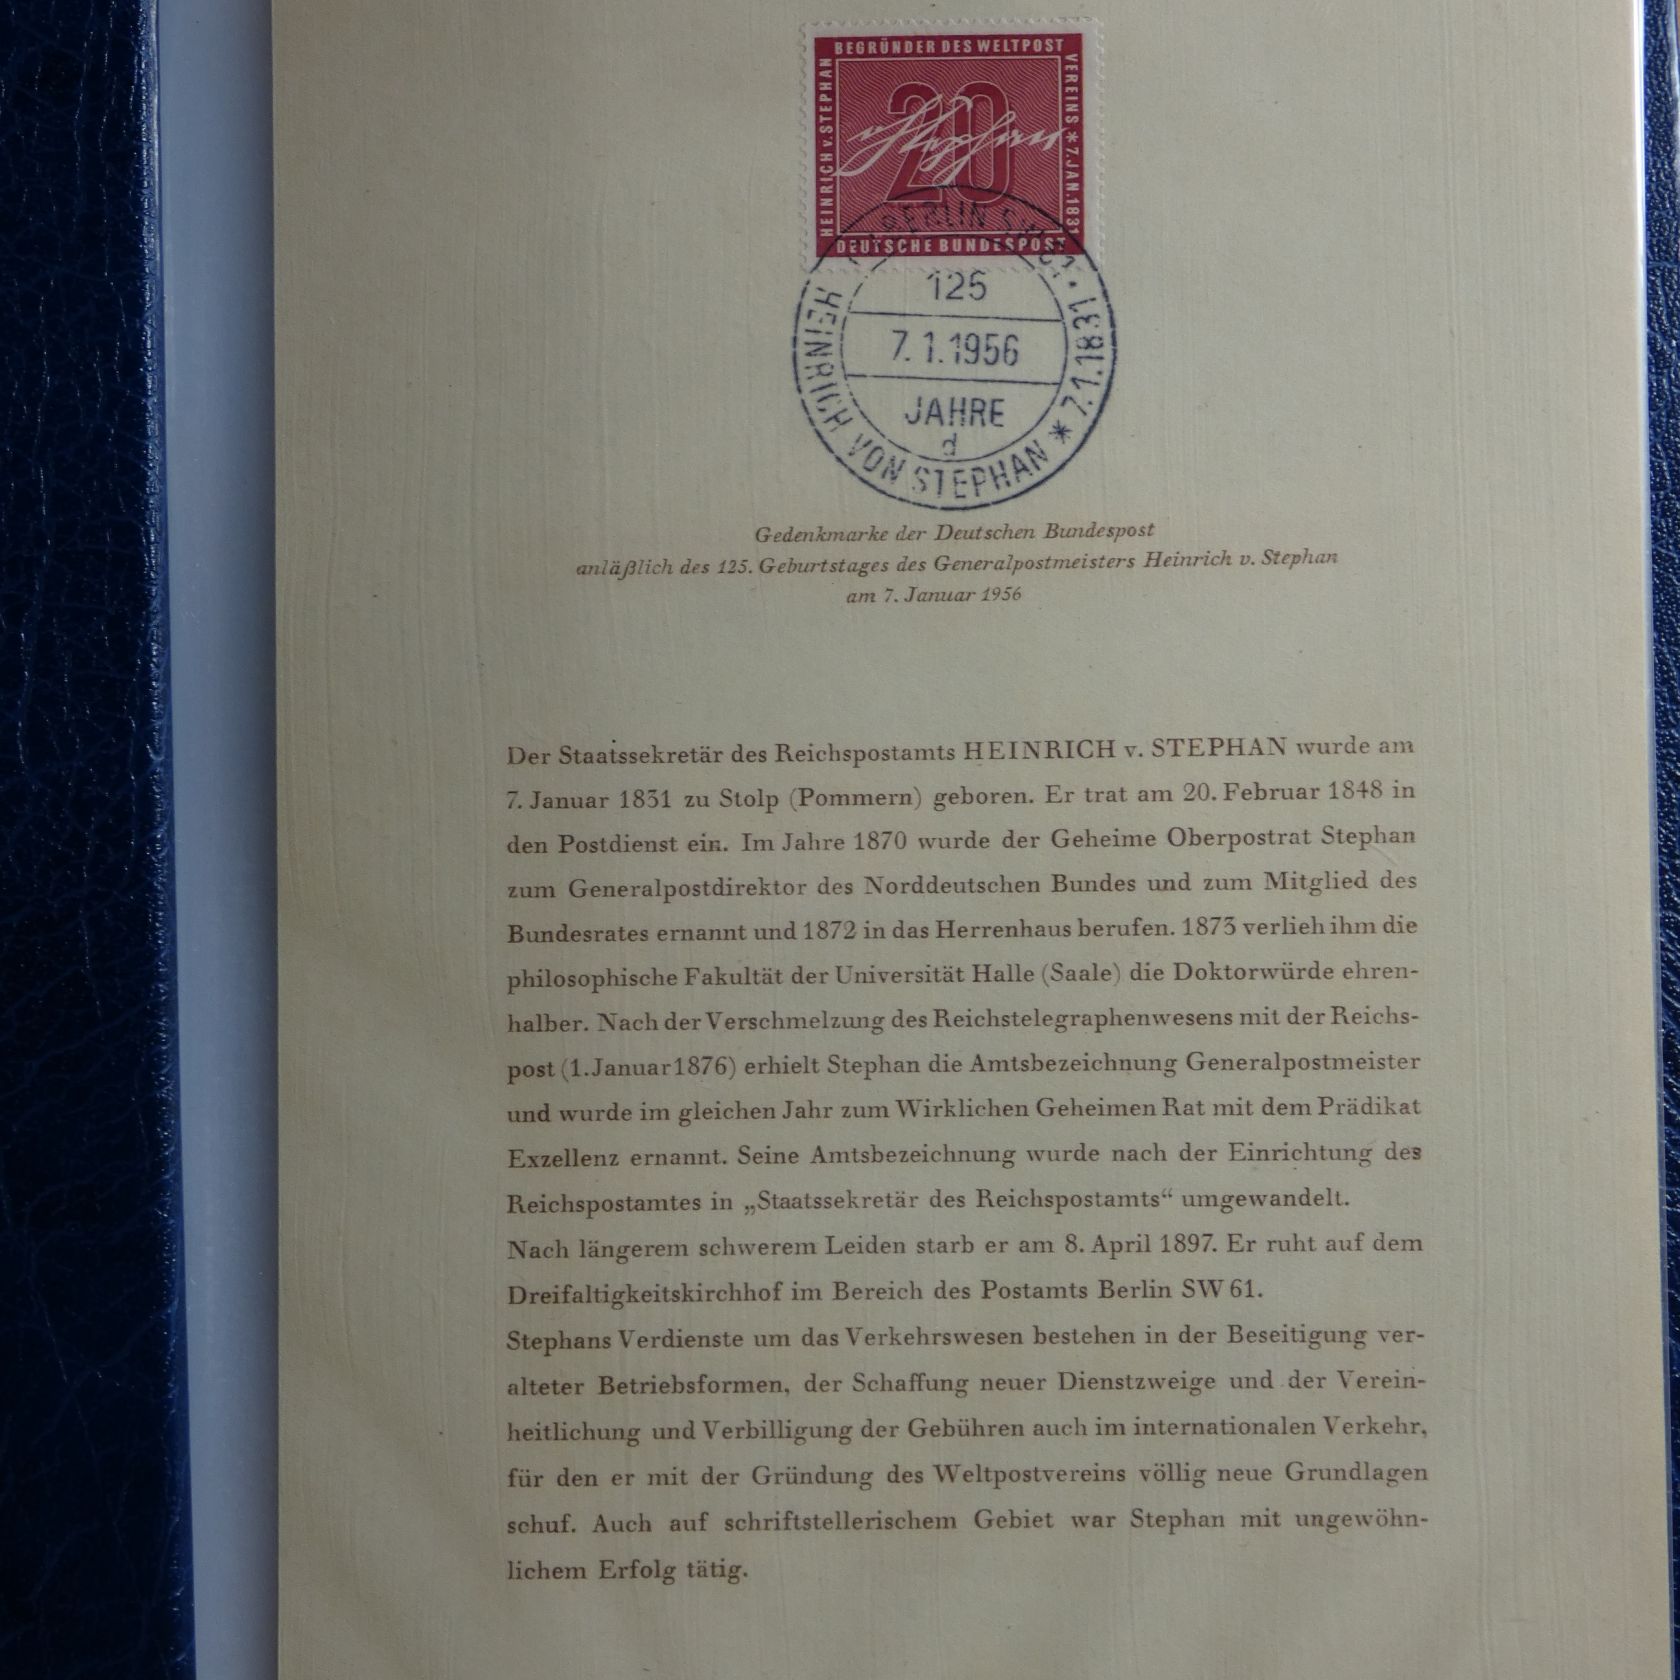 BEGRÜNDER DES WELTPOST
VEREINS * 7. JAN. 1831
HEINRICH v. STEPHAN
20
Stephan
DEUTSCHE BUNDESPOST
BERLIN
125
7.1.1956
JAHRE
d
HEINRICH VON STEPHAN * 7.1.1831
Gedenkmarke der Deutschen Bundespost
anläßlich des 125. Geburtstages des Generalpostmeisters Heinrich v. Stephan
am 7. Januar 1956
Der Staatssekretär des Reichspostamts HEINRICH v. STEPHAN wurde am
7. Januar 1831 zu Stolp (Pommern) geboren. Er trat am 20. Februar 1848 in
den Postdienst ein. Im Jahre 1870 wurde der Geheime Oberpostrat Stephan
zum Generalpostdirektor des Norddeutschen Bundes und zum Mitglied des
Bundesrates ernannt und 1872 in das Herrenhaus berufen. 1873 verlieh ihm die
philosophische Fakultät der Universität Halle (Saale) die Doktorwürde ehren-
halber. Nach der Verschmelzung des Reichstelegraphenwesens mit der Reichs-
post (1. Januar 1876) erhielt Stephan die Amtsbezeichnung Generalpostmeister
und wurde im gleichen Jahr zum Wirklichen Geheimen Rat mit dem Prädikat
Exzellenz ernannt. Seine Amtsbezeichnung wurde nach der Einrichtung des
Reichspostamtes in „Staatssekretär des Reichspostamts“ umgewandelt.
Nach längerem schwerem Leiden starb er am 8. April 1897. Er ruht auf dem
Dreifaltigkeitskirchhof im Bereich des Postamts Berlin SW 61.
Stephans Verdienste um das Verkehrswesen bestehen in der Beseitigung ver-
alteter Betriebsformen, der Schaffung neuer Dienstzweige und der Verein-
heitlichung und Verbilligung der Gebühren auch im internationalen Verkehr,
für den er mit der Gründung des Weltpostvereins völlig neue Grundlagen
schuf. Auch auf schriftstellerischem Gebiet war Stephan mit ungewöhn-
lichem Erfolg tätig.